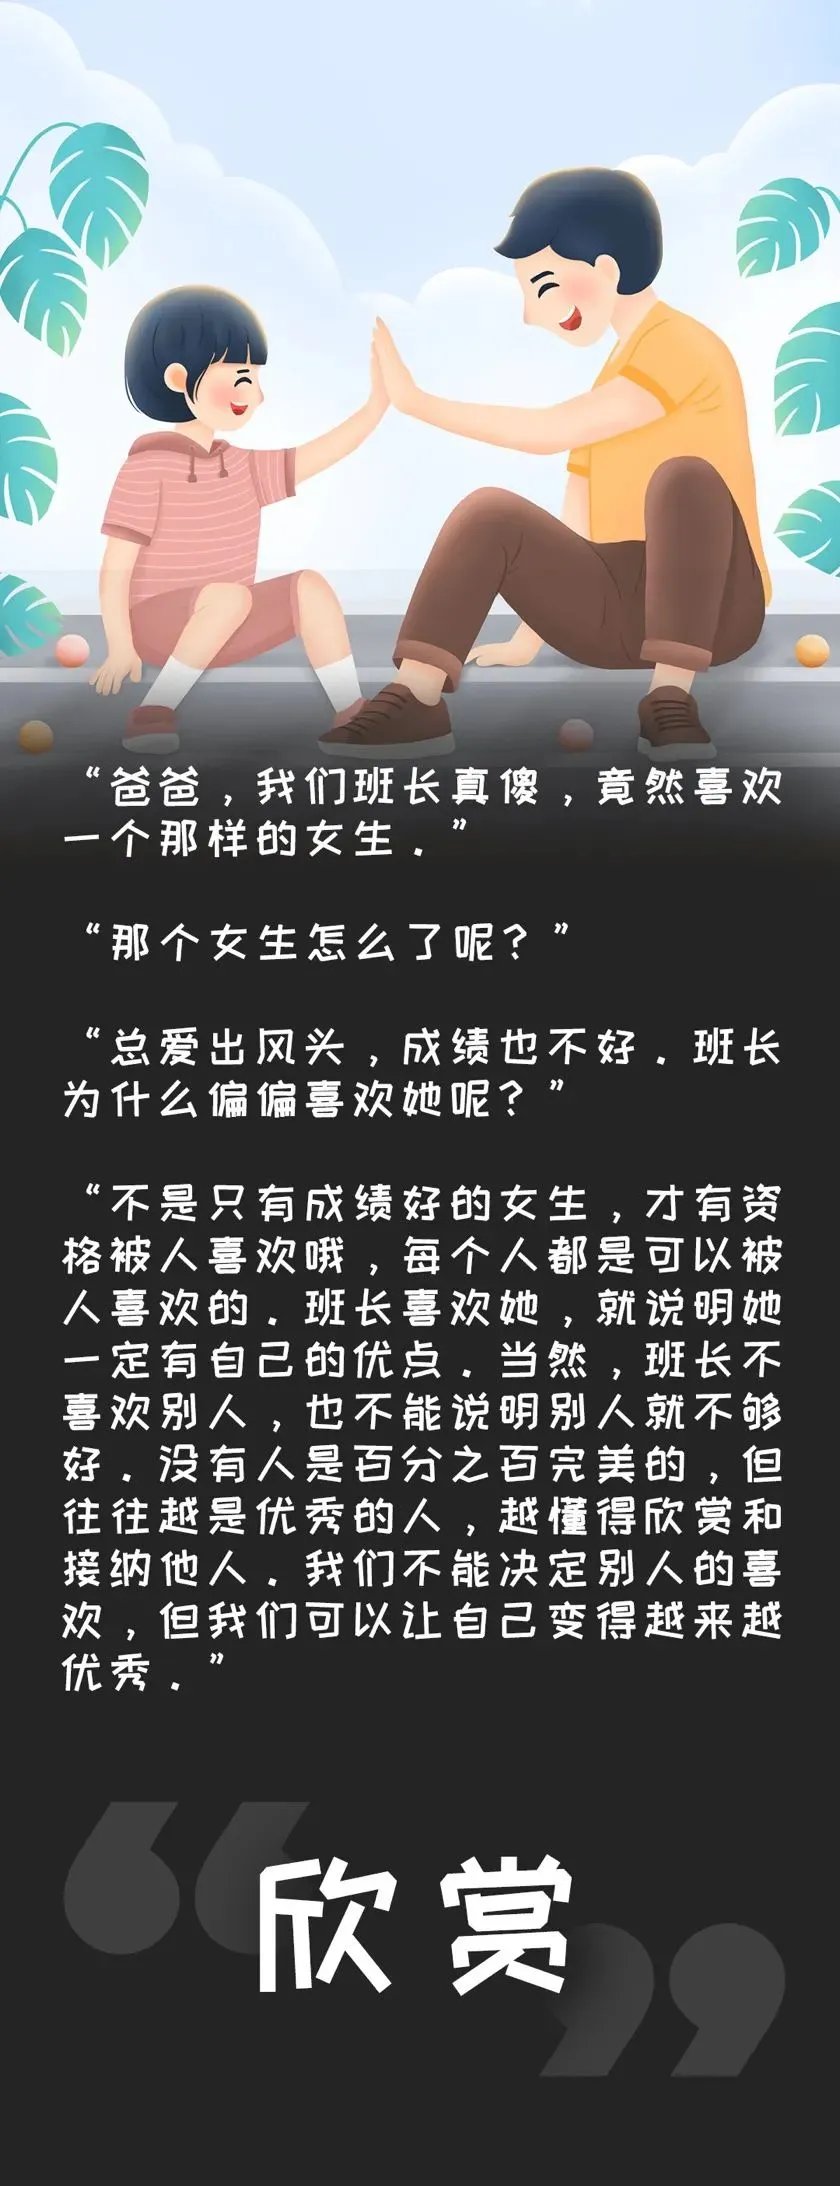 “爸爸，我们班长真傻，竟然喜欢
一个那样的女生．”
“那个女生怎么了呢？”
“总爱出风头，成绩也不好．班长
为什么偏偏喜欢她呢？”
“不是只有成绩好的女生，才有资
格被人喜欢哦，每个人都是可以被
人喜欢的．班长喜欢她，就说明她
一定有自己的优点．当然，班长不
喜欢别人，也不能说明别人就不够
好．没有人是百分之百完美的，但
往往越是优秀的人，越懂得欣赏和
接纳他人．我们不能决定别人的喜
欢，但我们可以让自己变得越来越
优秀．”
欣赏